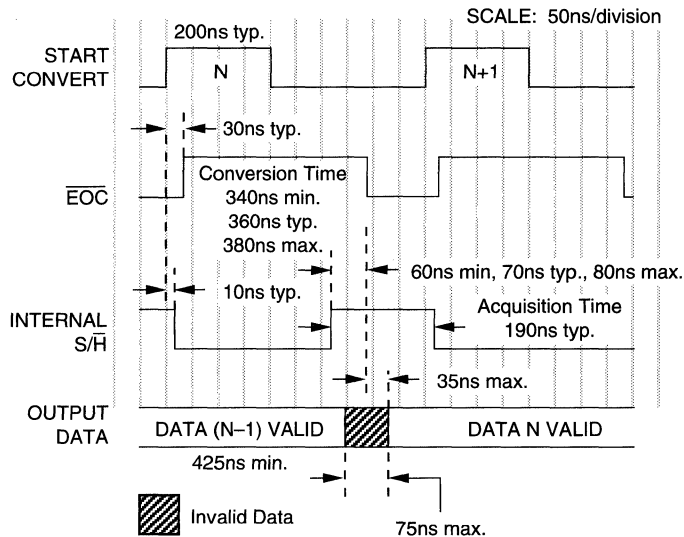 SCALE: 50ns/division
200ns typ.
START
CONVERT
N
N+1
30ns typ.
E̅O̅C̅
Conversion Time
340ns min.
360ns typ.
380ns max.
60ns min, 70ns typ., 80ns max.
10ns typ.
Acquisition Time
190ns typ.
INTERNAL
S/H̅
35ns max.
OUTPUT
DATA
DATA (N–1) VALID
DATA N VALID
425ns min.
Invalid Data
75ns max.